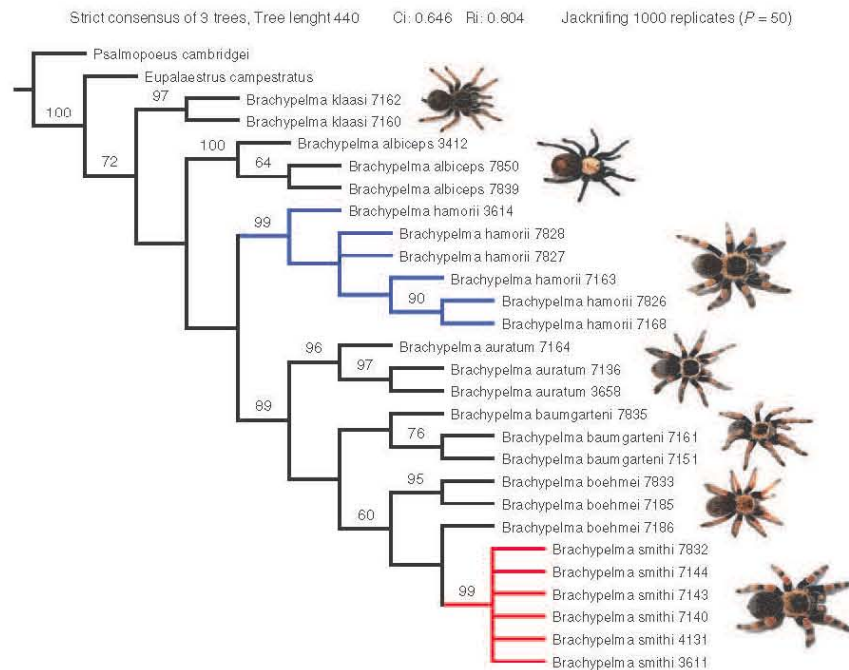 Strict consensus of 3 trees, Tree lenght 440 Ci: 0.646 Ri: 0.804 Jacknifing 1000 replicates (P = 50)
Psalmopoeus cambridgei
Eupalaestrus campestratus
97
Brachypelma klaasi 7162
100
Brachypelma klaasi 7160
100
Brachypelma albiceps 3412
72
64
Brachypelma albiceps 7850
Brachypelma albiceps 7839
Brachypelma hamorii 3614
99
Brachypelma hamorii 7828
Brachypelma hamorii 7827
Brachypelma hamorii 7163
90
Brachypelma hamorii 7826
Brachypelma hamorii 7168
96
Brachypelma auratum 7164
97
Brachypelma auratum 7136
Brachypelma auratum 3658
89
Brachypelma baumgarteni 7835
76
Brachypelma baumgarteni 7161
Brachypelma baumgarteni 7151
95
Brachypelma boehmei 7833
Brachypelma boehmei 7185
60
Brachypelma boehmei 7186
Brachypelma smithi 7832
Brachypelma smithi 7144
99
Brachypelma smithi 7143
Brachypelma smithi 7140
Brachypelma smithi 4131
Brachypelma smithi 3611